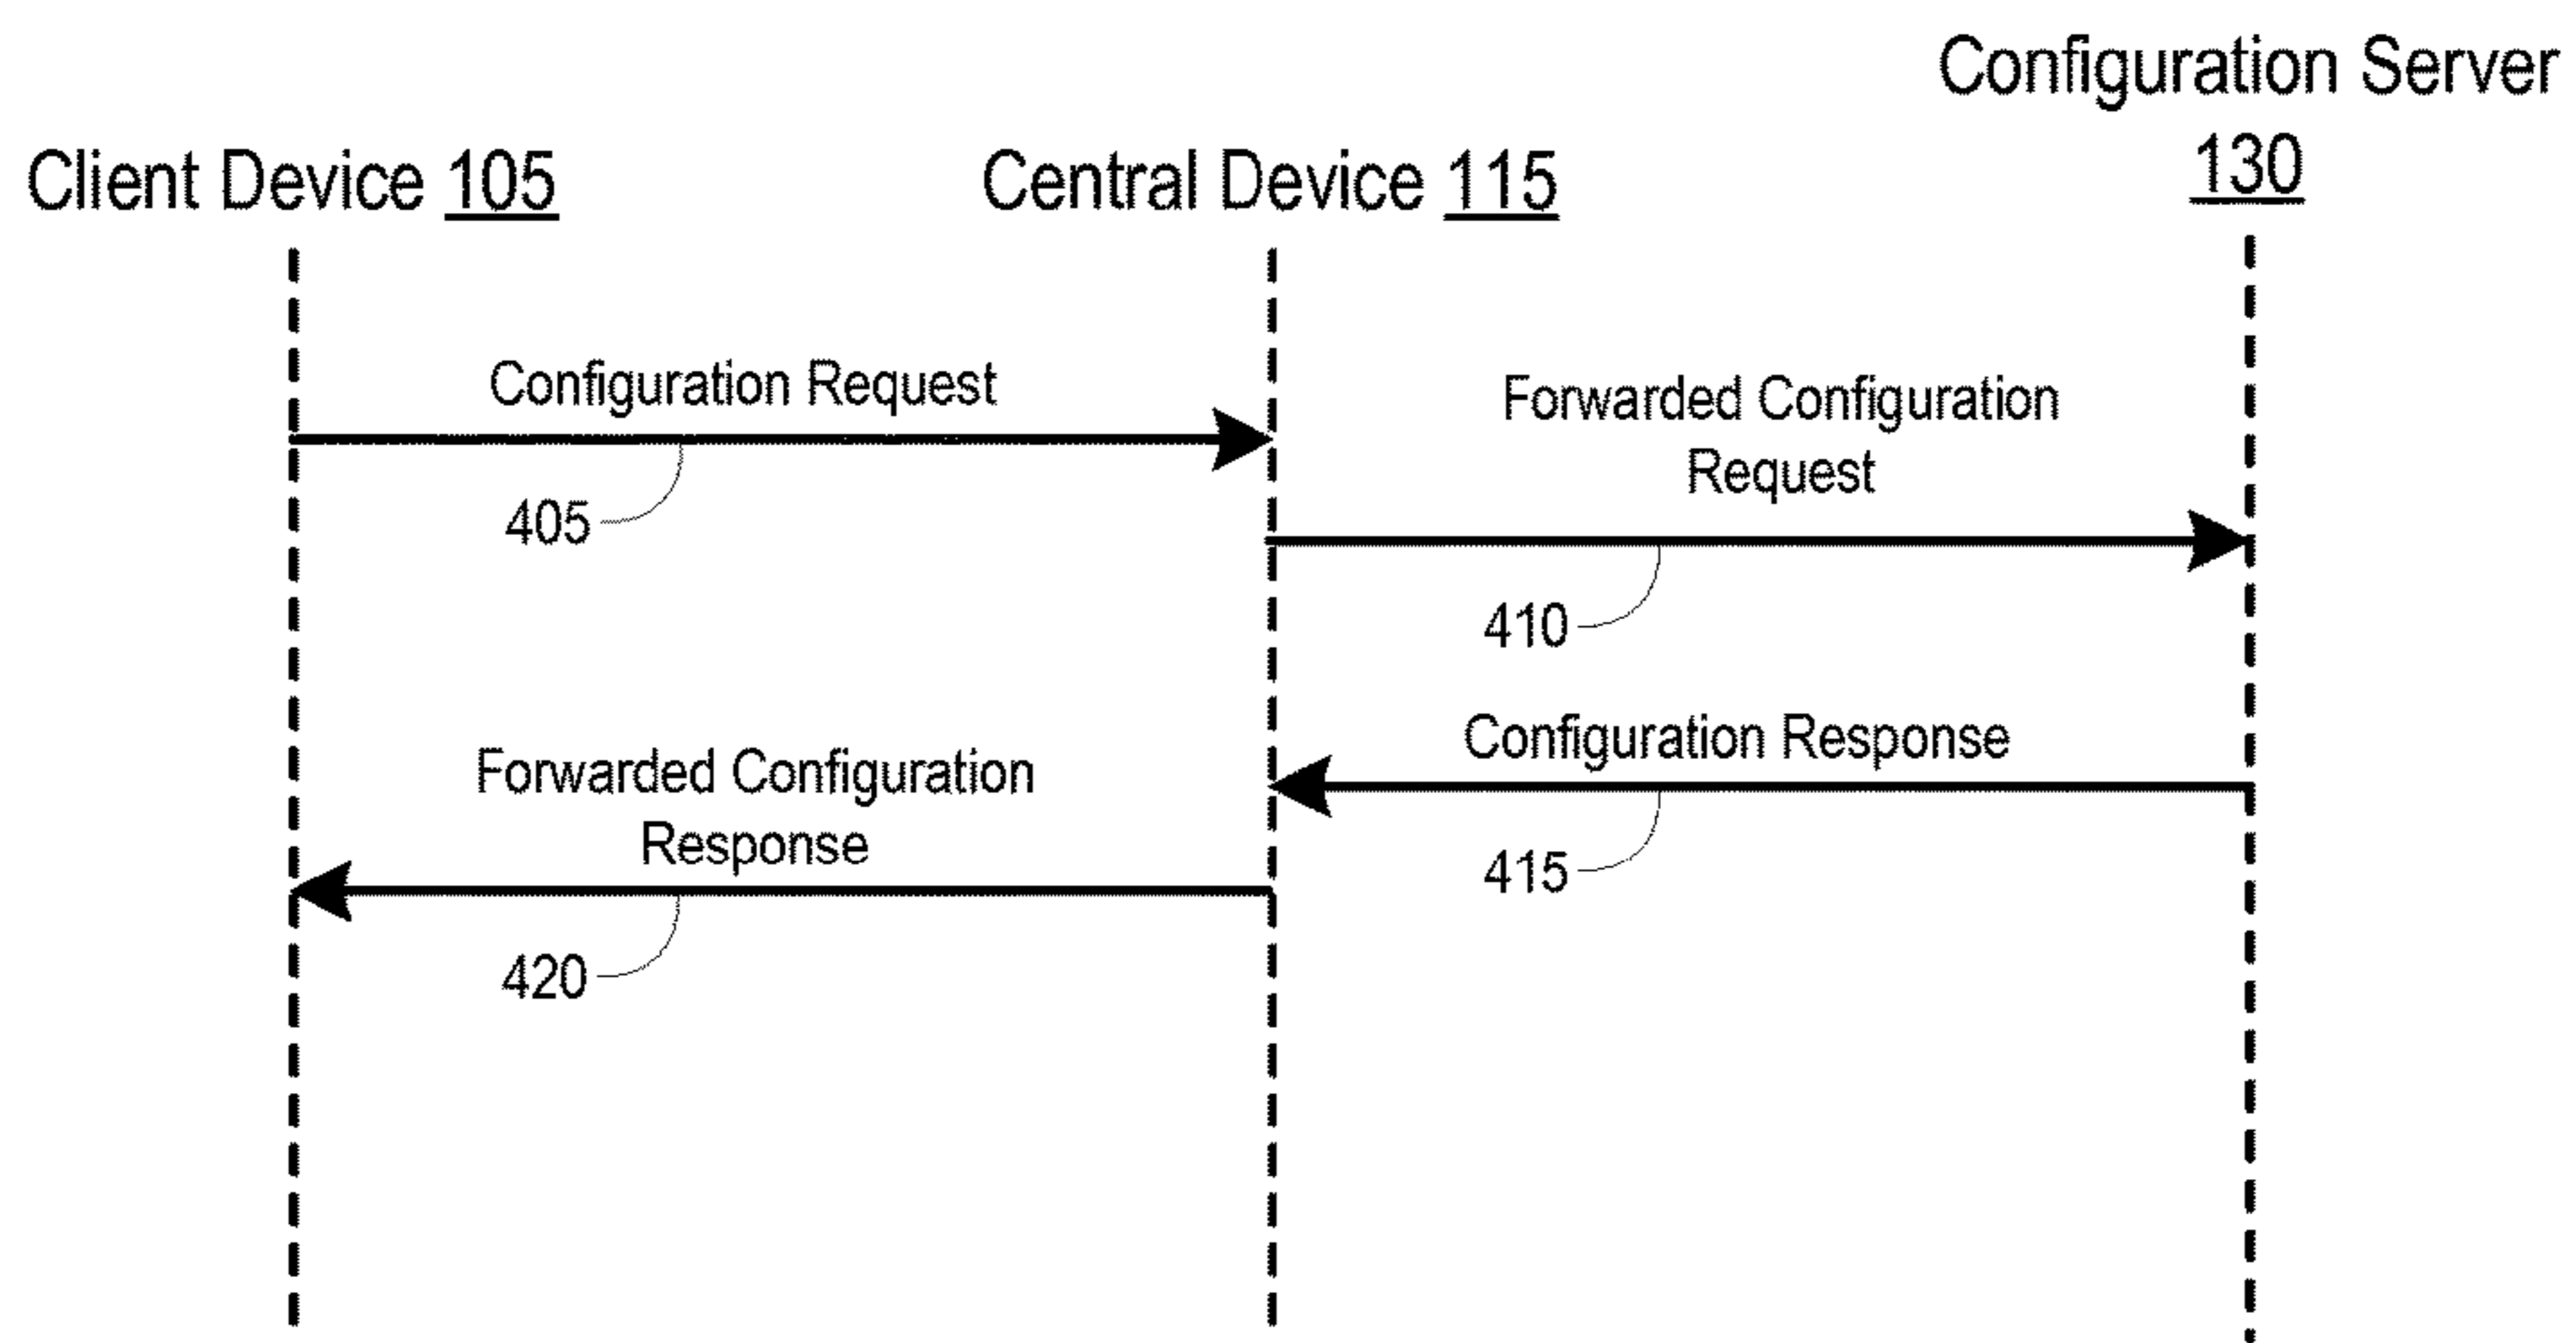 Configuration Server
130
Client Device 105
Central Device 115
Configuration Request
405
Forwarded Configuration
Request
410
Configuration Response
415
Forwarded Configuration
Response
420